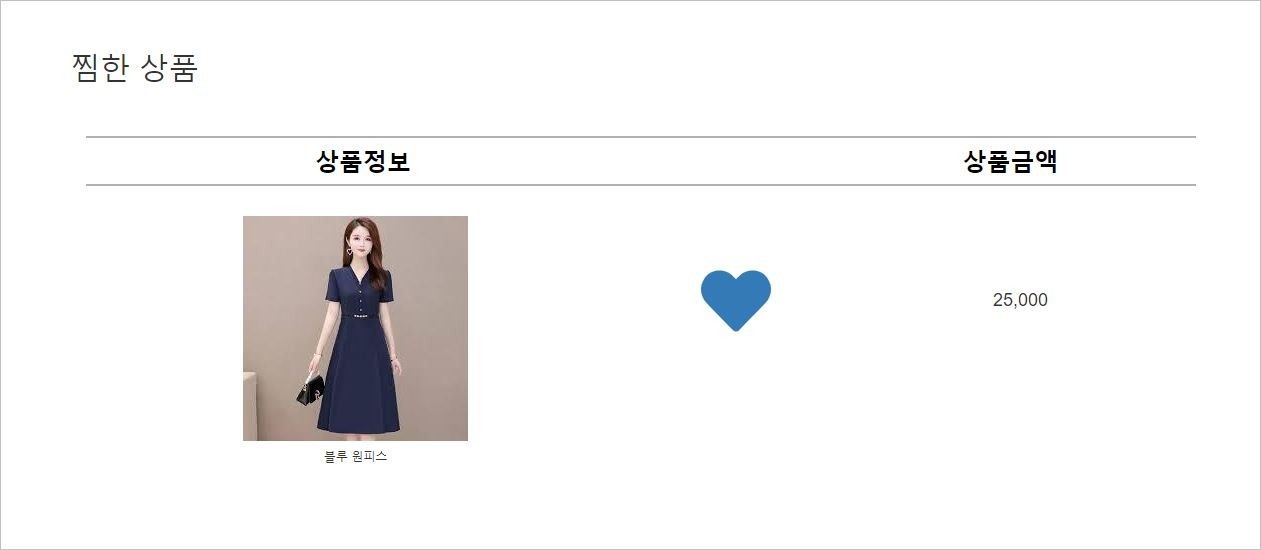 찜한 상품
상품정보
상품금액
25,000
블루 원피스